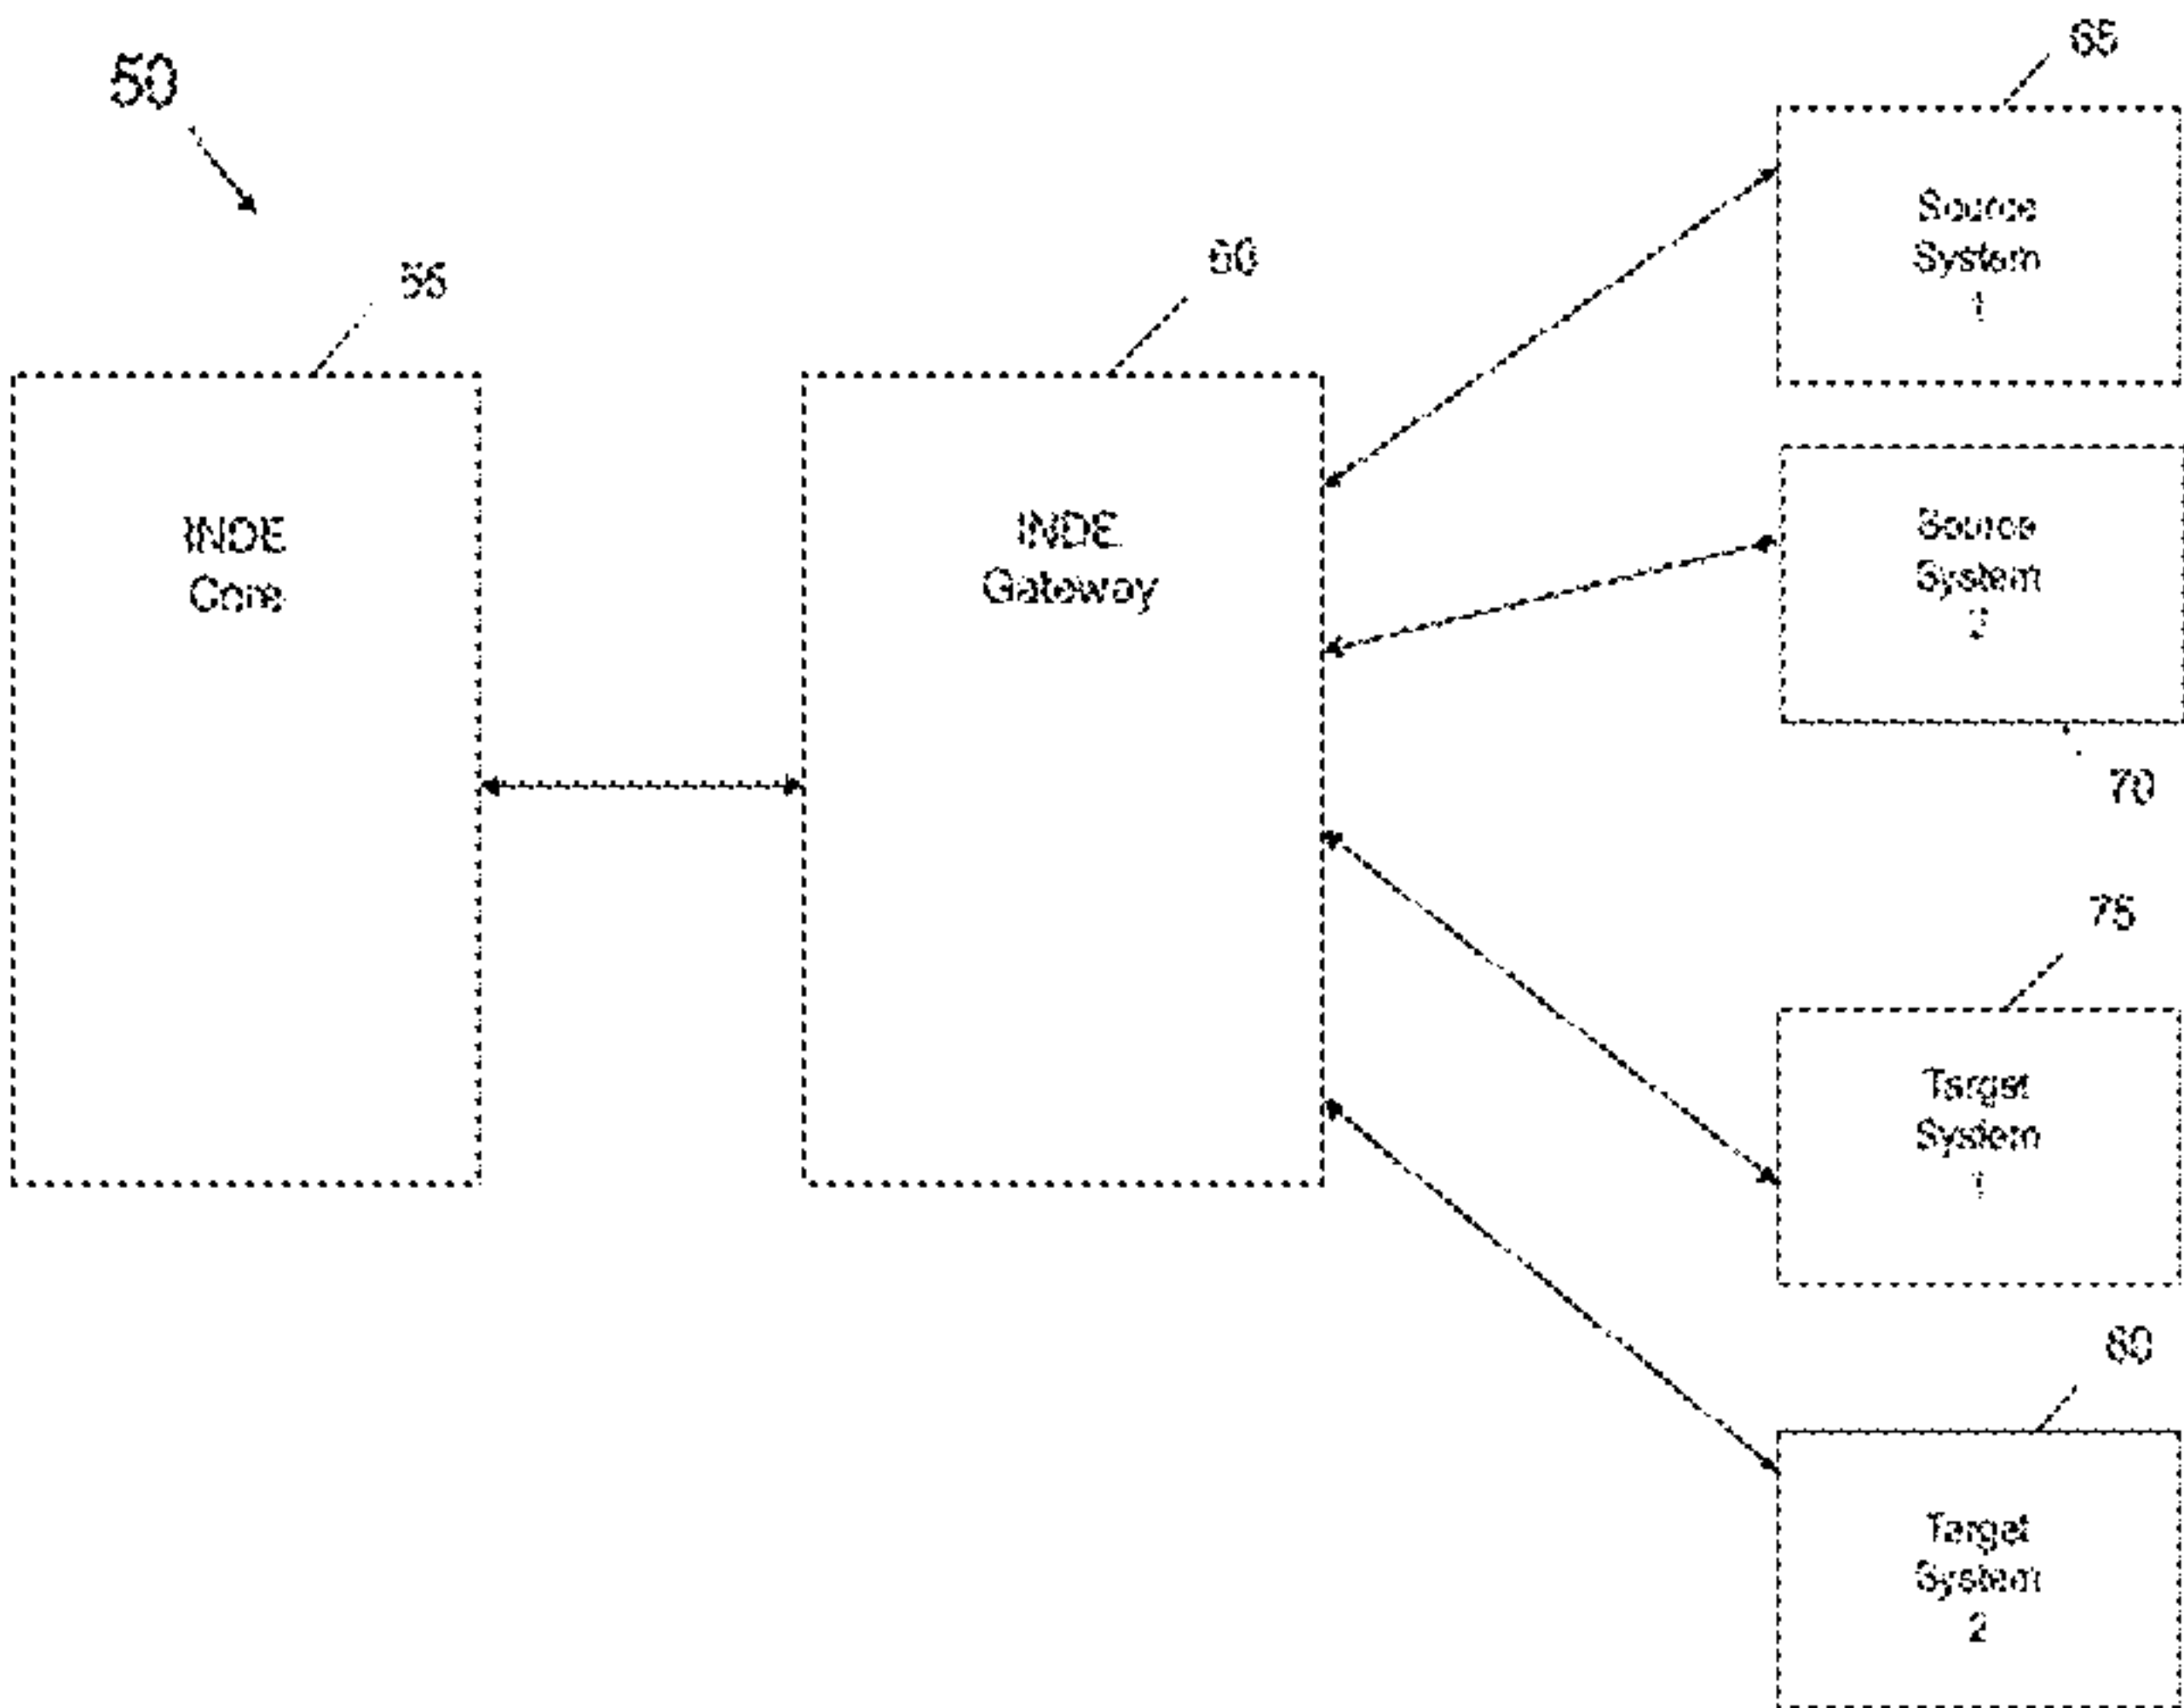 50
65
Source
System
1
55
60
INDE
Core
INDE
Gateway
Source
System
2
70
75
Target
System
1
80
Target
System
2